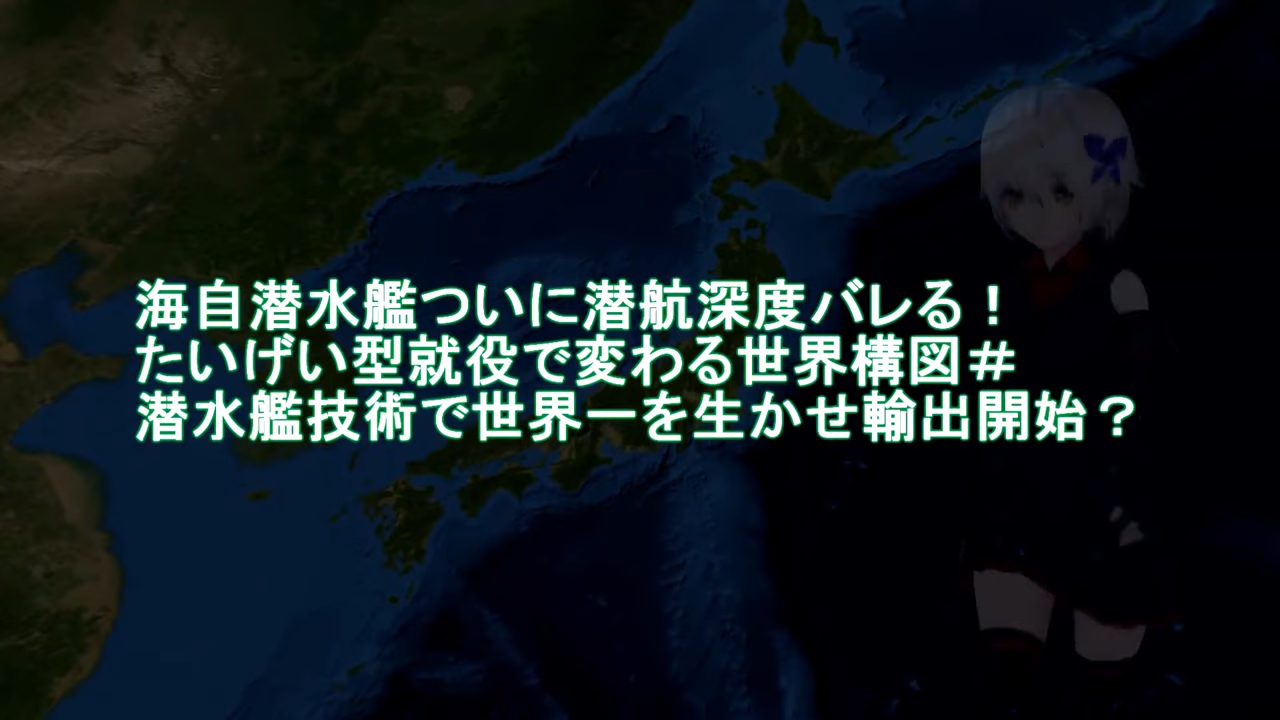 海自潜水艦ついに潜航深度バレる！
たいげい型就役で変わる世界構図＃
潜水艦技術で世界一を生かせ輸出開始？